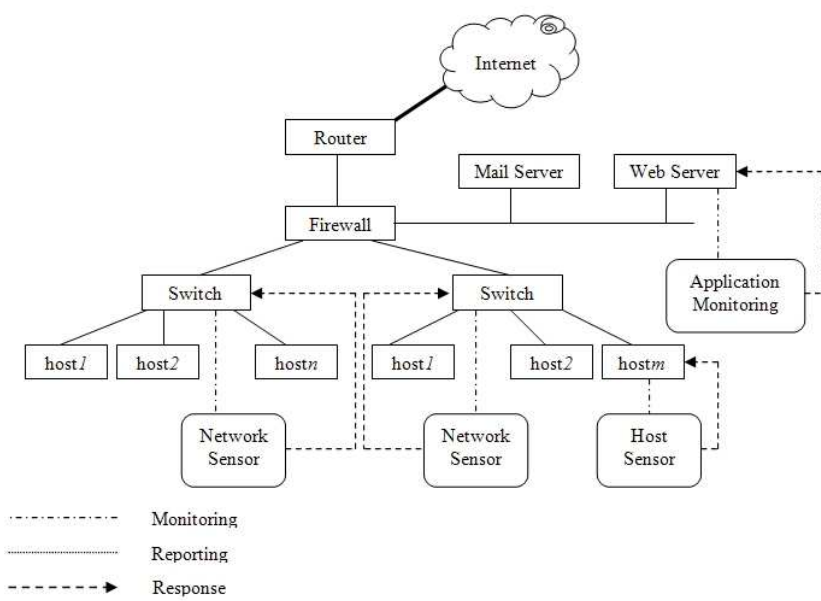 Internet
Router
Mail Server
Web Server
Firewall
Application
Monitoring
Switch
Switch
host1
host2
hostn
host1
host2
hostm
Network
Sensor
Network
Sensor
Host
Sensor
Monitoring
Reporting
Response